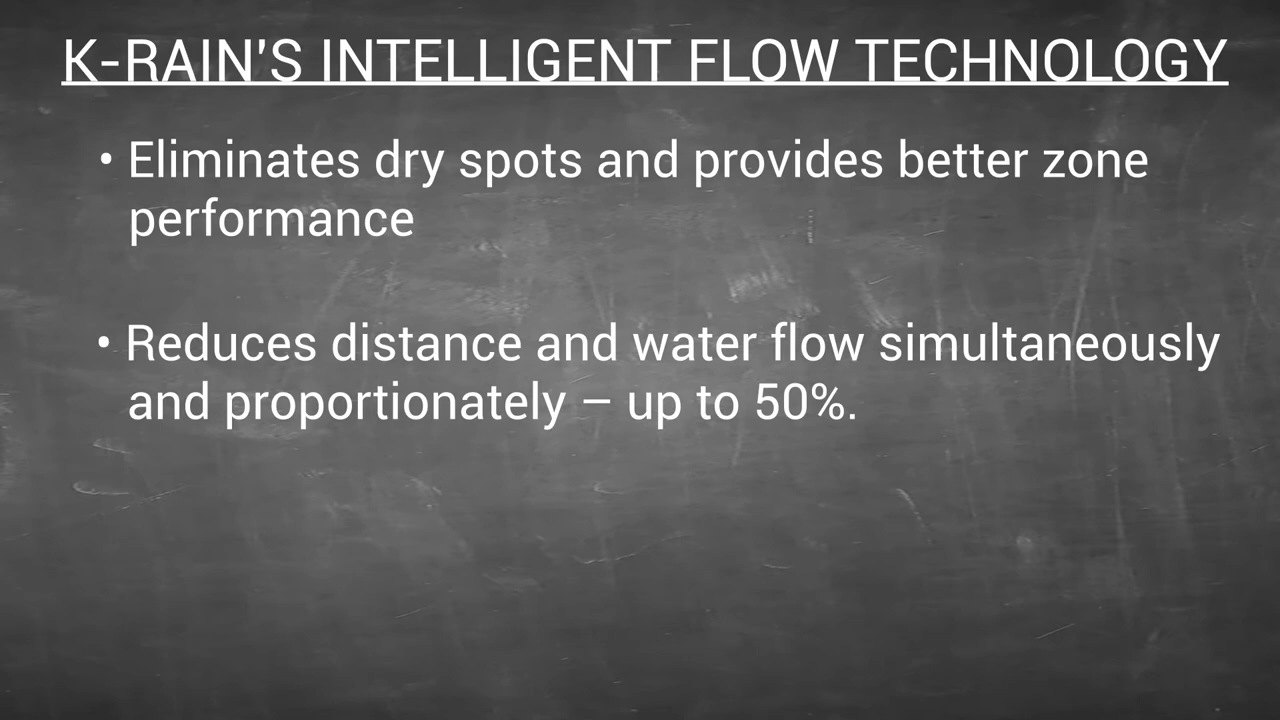 K-RAIN'S INTELLIGENT FLOW TECHNOLOGY
• Eliminates dry spots and provides better zone
performance
• Reduces distance and water flow simultaneously
and proportionately – up to 50%.